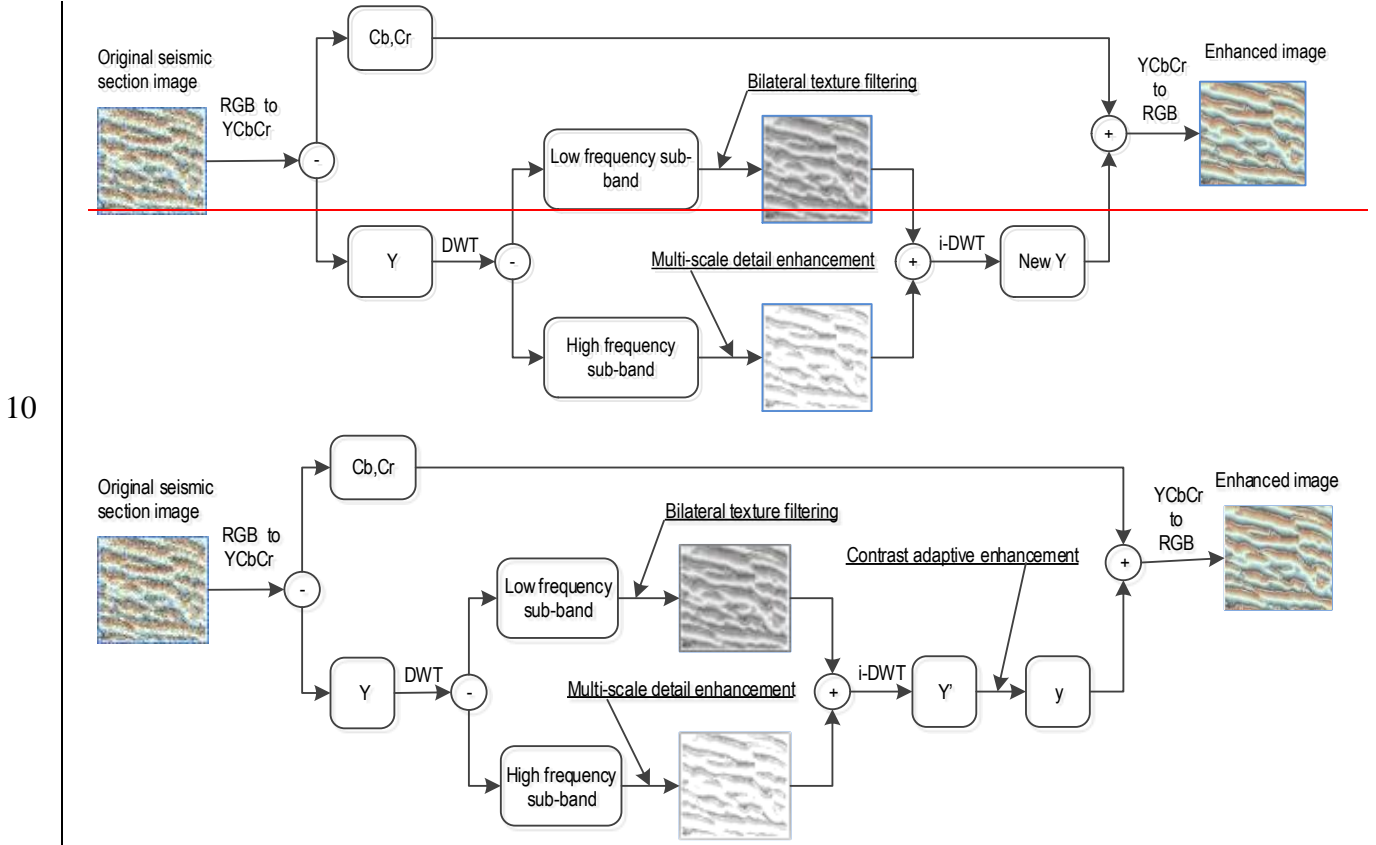 Cb,Cr
Original seismic
section image
RGB to
YCbCr
Bilateral texture filtering
YCbCr
to
RGB
Enhanced image
-
+
Low frequency sub-
band
Y
DWT
-
Multi-scale detail enhancement
+
i-DWT
New Y
High frequency
sub-band
10
Cb,Cr
Original seismic
section image
RGB to
YCbCr
Bilateral texture filtering
YCbCr
to
RGB
Enhanced image
-
Low frequency
sub-band
Contrast adaptive enhancement
+
Y
DWT
-
Multi-scale detail enhancement
+
i-DWT
Y'
y
High frequency
sub-band